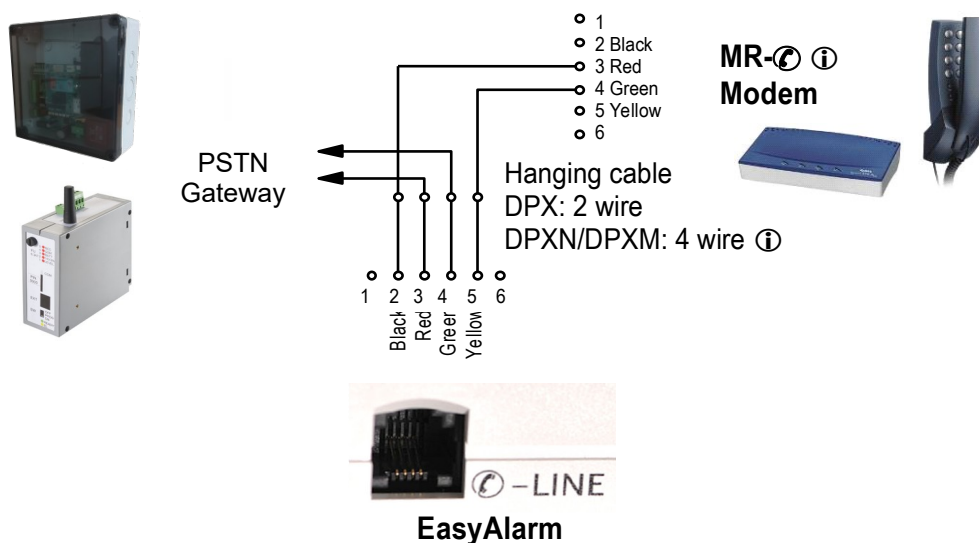 1
2 Black
3 Red
4 Green
5 Yellow
6
MR-✆ ⓘ
Modem
PSTN
Gateway
Hanging cable
DPX: 2 wire
DPXN/DPXM: 4 wire ⓘ
1 2 3 4 5 6
Black
Red
Green
Yellow
✆-LINE
EasyAlarm